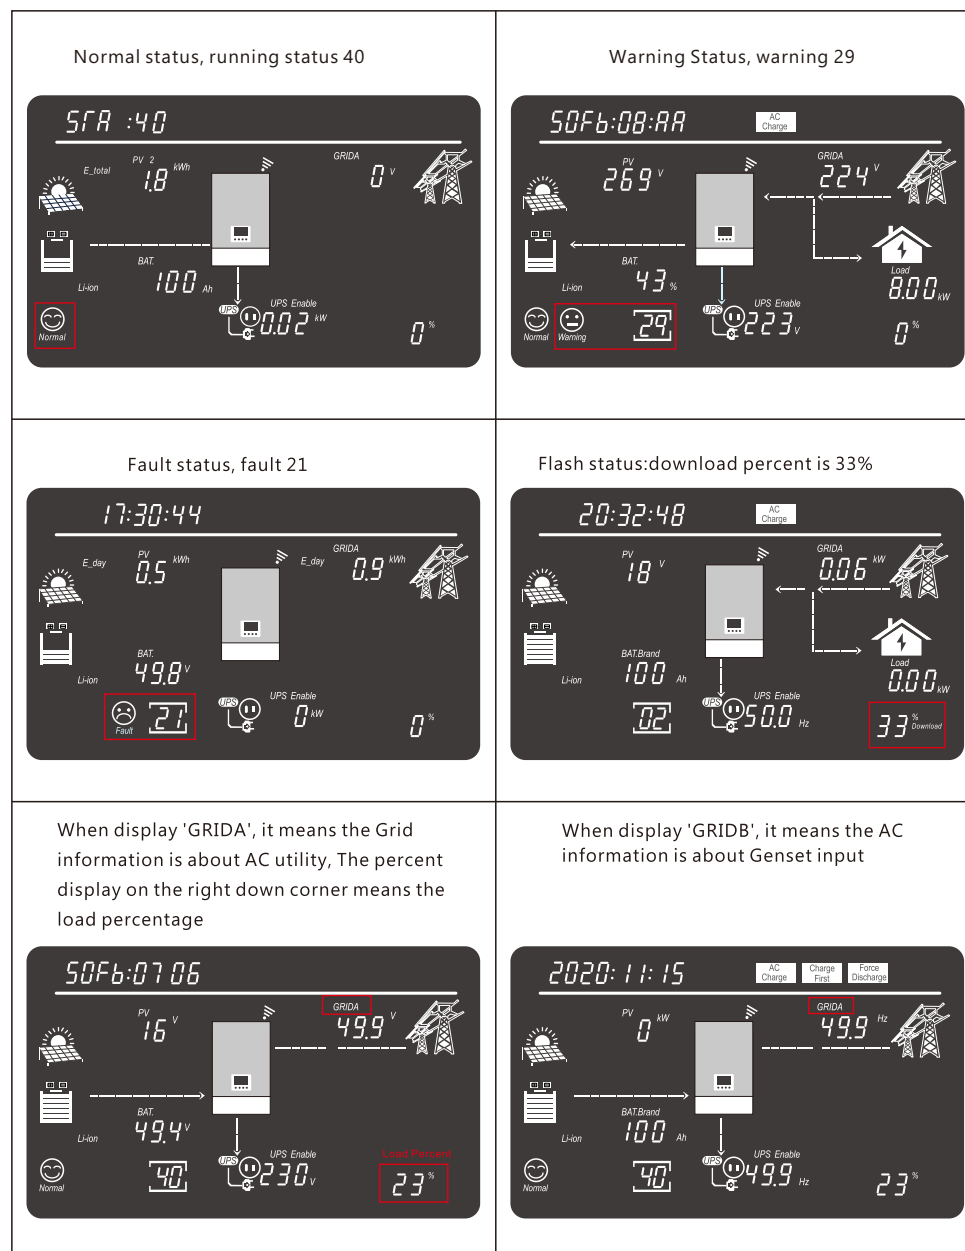 Normal status, running status 40
STA :40
PV 2
E_total 1.8 kWh
GRIDA
0 V
BAT.
Li-ion 100 Ah
UPS UPS Enable
0.02 kW
Normal
0 %
Warning Status, warning 29
SOFb:08:AA
AC
Charge
PV
269 V
GRIDA
224 V
BAT.
Li-ion 43 %
Load
8.00 kW
UPS UPS Enable
223 V
Normal Warning 29
0 %
Fault status, fault 21
17:30:44
PV
E_day 0.5 kWh
GRIDA
E_day 0.9 kWh
BAT.
Li-ion 49.8 V
UPS UPS Enable
0 kW
Fault 21
0 %
Flash status:download percent is 33%
20:32:48
AC
Charge
PV
18 V
GRIDA
0.06 kW
BAT.Brand
Li-ion 100 Ah
Load
0.00 kW
02
UPS UPS Enable
50.0 Hz
33 % Download
When display 'GRIDA', it means the Grid
information is about AC utility, The percent
display on the right down corner means the
load percentage
SOFb:07 06
PV
16 V
GRIDA
49.9 V
BAT.
Li-ion 49.4 V
Normal 40
UPS UPS Enable
230 V
Load Percent
23 %
When display 'GRIDB', it means the AC
information is about Genset input
2020:11:15
AC
Charge
Charge
First
Force
Discharge
PV
0 kW
GRIDA
49.9 Hz
BAT.Brand
Li-ion 100 Ah
Normal 40
UPS UPS Enable
49.9 Hz
23 %